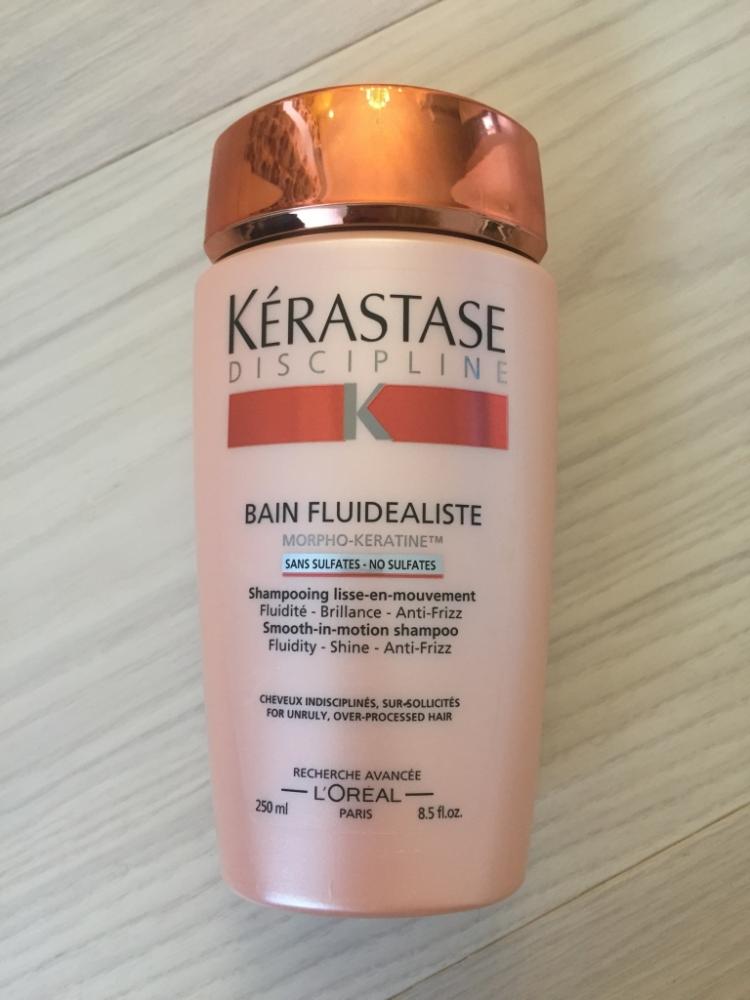 KÉRASTASE
DISCIPLINE
K
BAIN FLUIDEALISTE
MORPHO-KERATINE™
SANS SULFATES - NO SULFATES
Shampooing lisse-en-mouvement
Fluidité - Brillance - Anti-Frizz
Smooth-in-motion shampoo
Fluidity - Shine - Anti-Frizz
CHEVEUX INDISCIPLINÉS, SUR-SOLLICITÉS
FOR UNRULY, OVER-PROCESSED HAIR
RECHERCHE AVANCÉE
L'ORÉAL
250 ml PARIS 8.5 fl.oz.